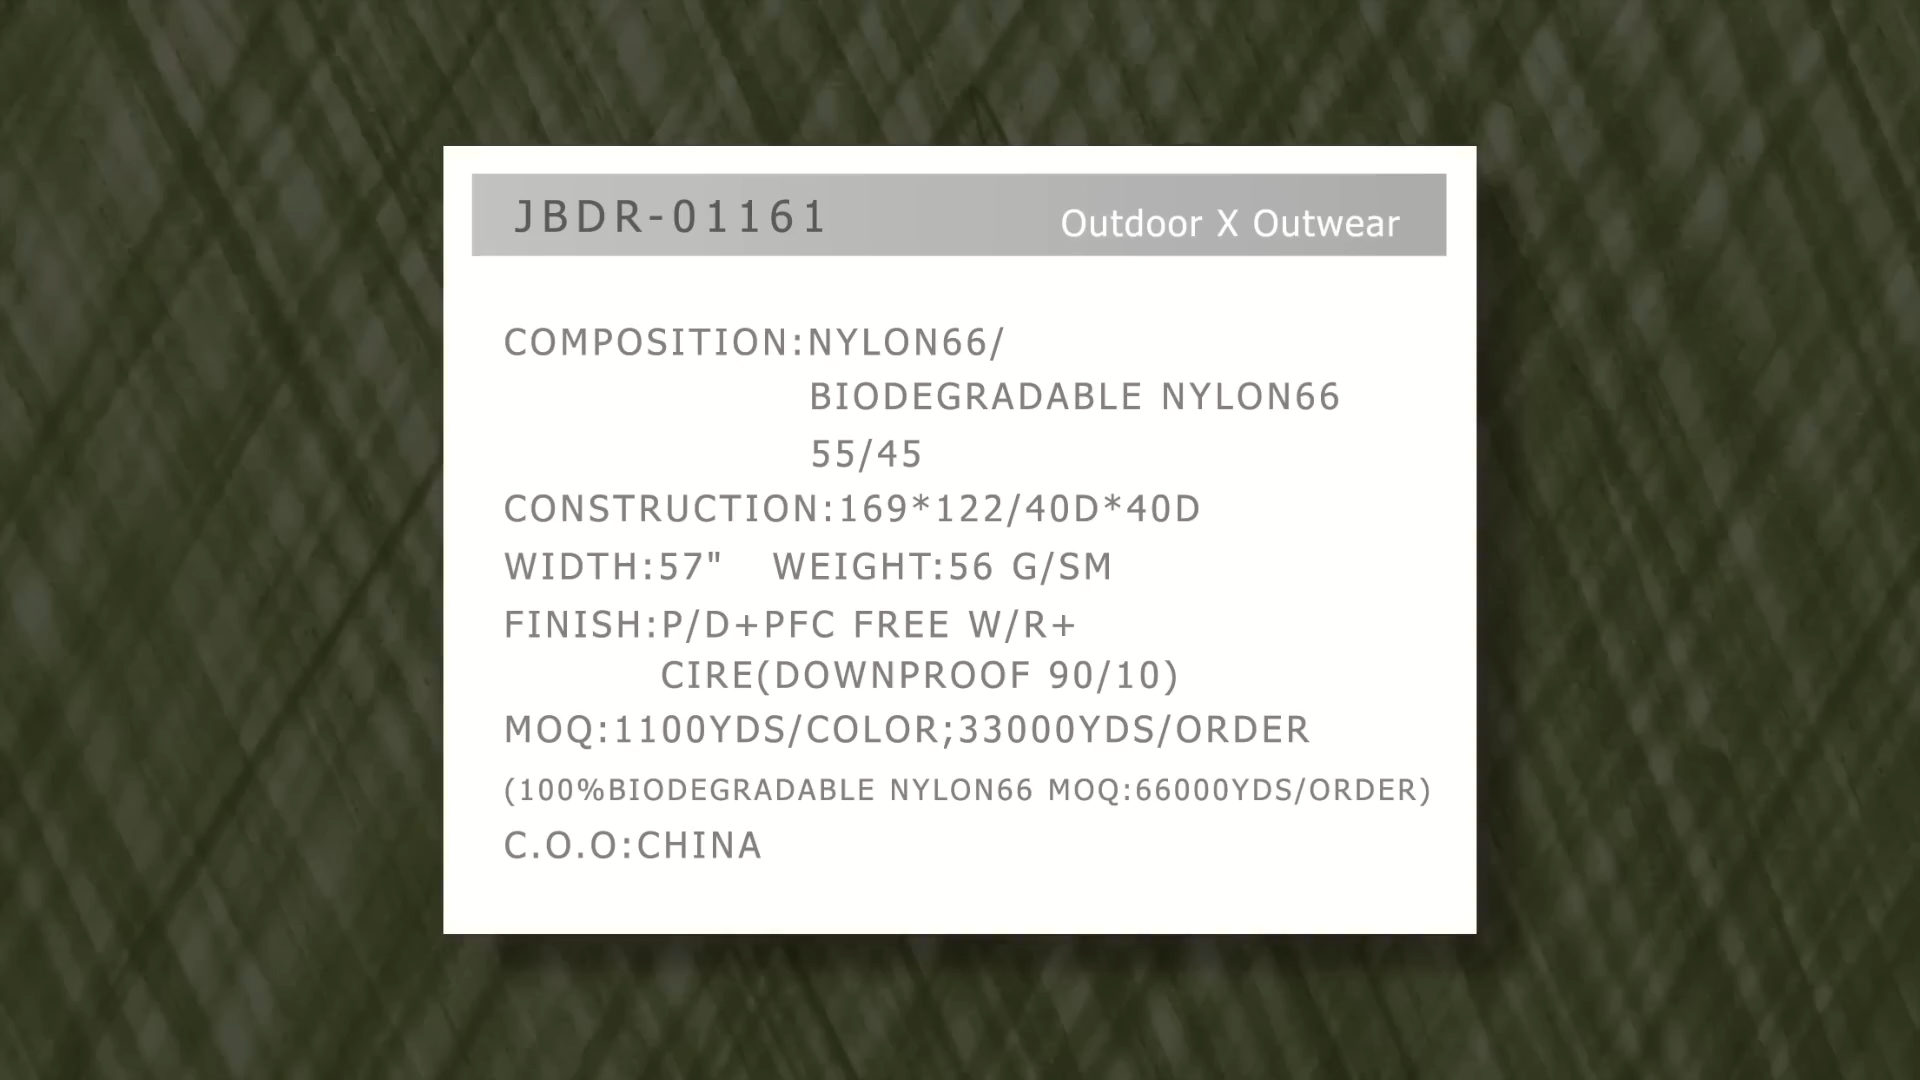 JBDR-01161
Outdoor X Outwear
COMPOSITION:NYLON66/
BIODEGRADABLE NYLON66
55/45
CONSTRUCTION:169*122/40D*40D
WIDTH:57" WEIGHT:56 G/SM
FINISH:P/D+PFC FREE W/R+
CIRE(DOWNPROOF 90/10)
MOQ:1100YDS/COLOR;33000YDS/ORDER
(100%BIODEGRADABLE NYLON66 MOQ:66000YDS/ORDER)
C.O.O:CHINA